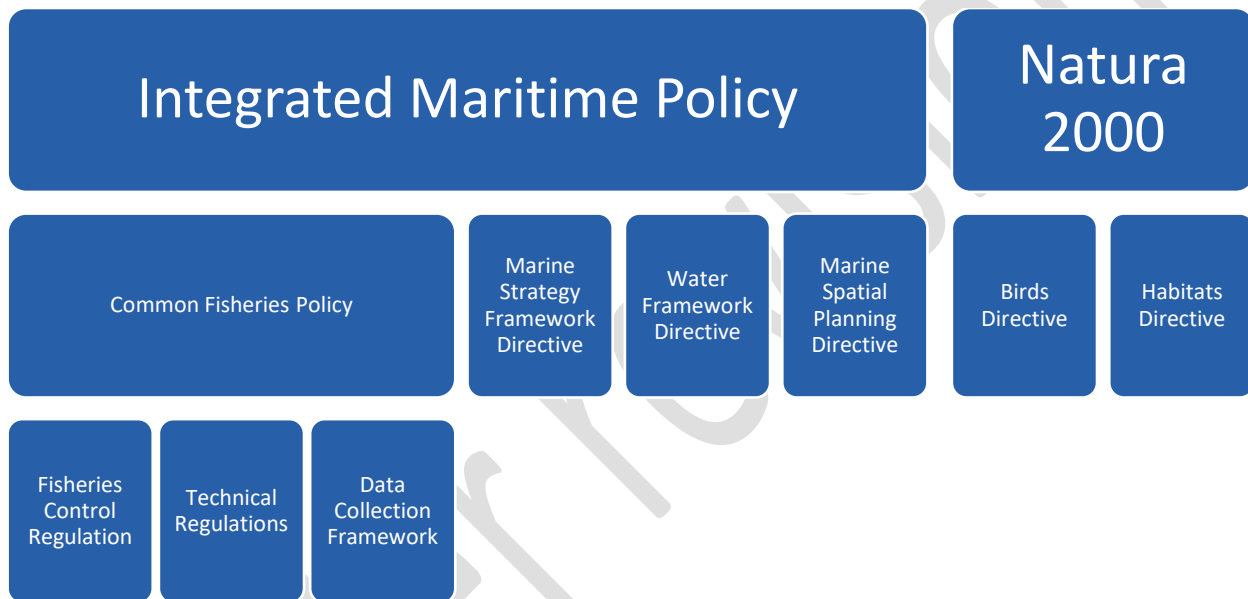 Integrated Maritime Policy
Natura
2000
Common Fisheries Policy
Marine
Strategy
Framework
Directive
Water
Framework
Directive
Marine
Spatial
Planning
Directive
Birds
Directive
Habitats
Directive
Fisheries
Control
Regulation
Technical
Regulations
Data
Collection
Framework